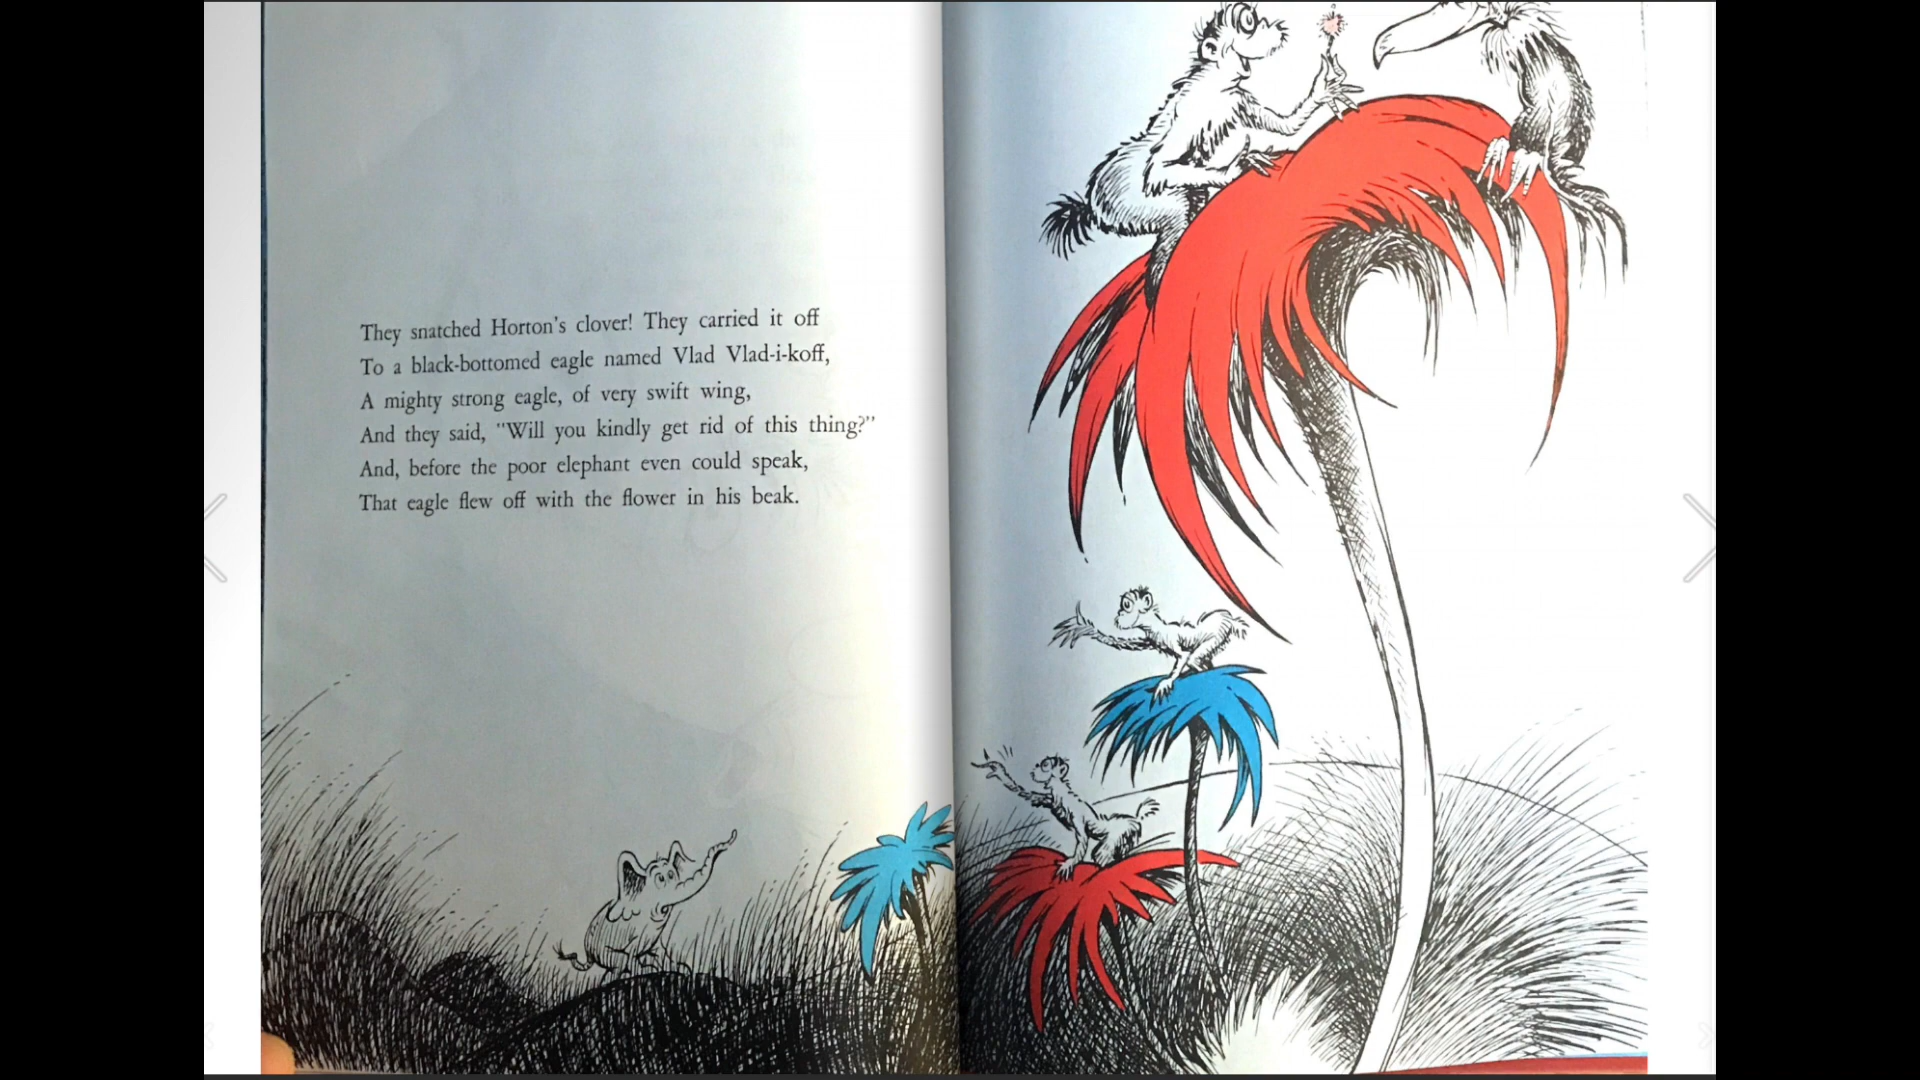 They snatched Horton's clover! They carried it off
To a black-bottomed eagle named Vlad Vlad-i-koff,
A mighty strong eagle, of very swift wing,
And they said, "Will you kindly get rid of this thing?"
And, before the poor elephant even could speak,
That eagle flew off with the flower in his beak.